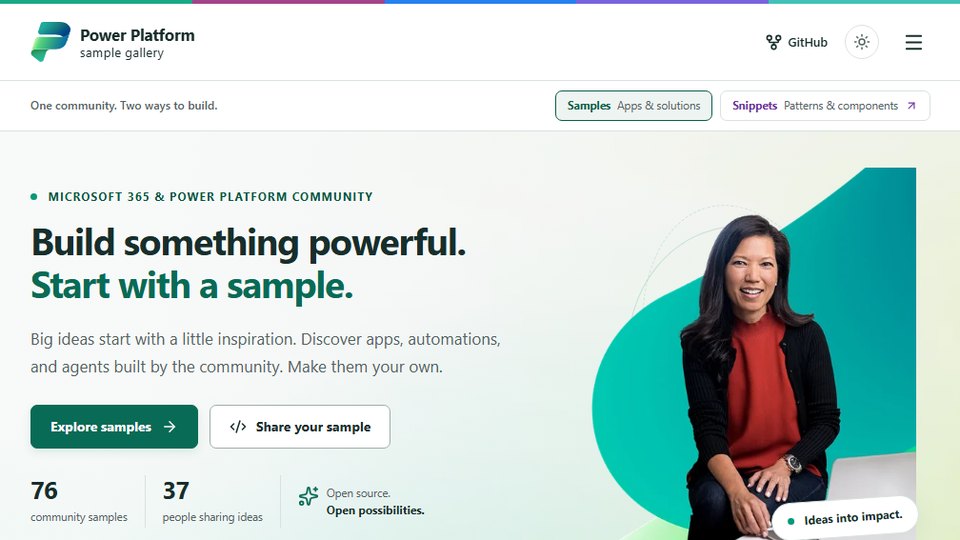 Power Platform
sample gallery
GitHub
One community. Two ways to build.
Samples Apps & solutions
Snippets Patterns & components
MICROSOFT 365 & POWER PLATFORM COMMUNITY
Build something powerful.
Start with a sample.
Big ideas start with a little inspiration. Discover apps, automations,
and agents built by the community. Make them your own.
Explore samples
Share your sample
76
community samples
37
people sharing ideas
Open source.
Open possibilities.
Ideas into impact.